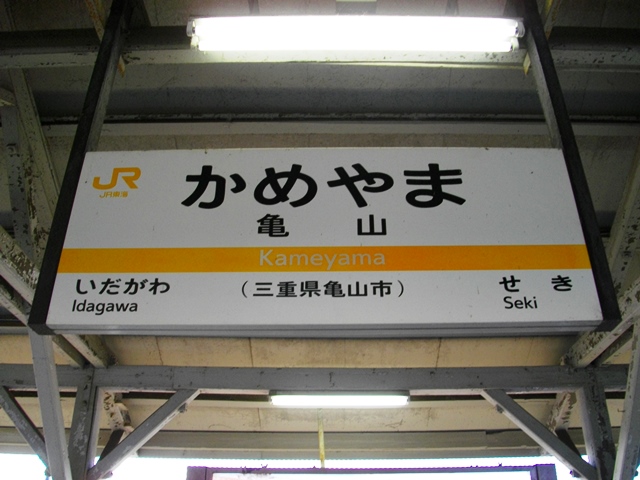 JR
JR東海
かめやま
亀山
Kameyama
いだがわ
Idagawa
（三重県亀山市）
せき
Seki